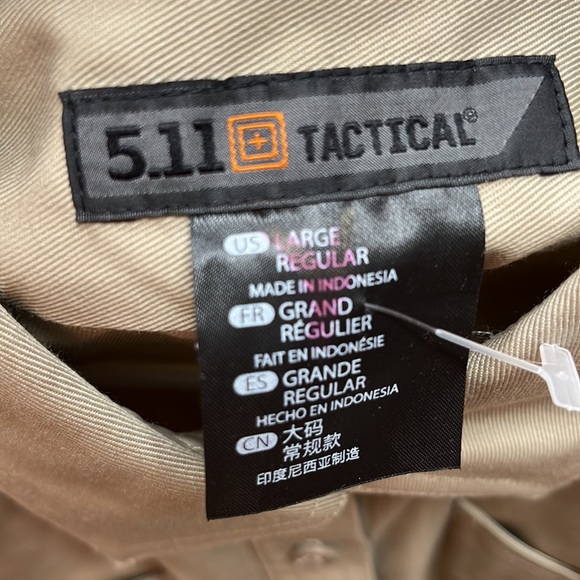 5.11 TACTICAL®
US LARGE
REGULAR
MADE IN INDONESIA
FR GRAND
RÉGULIER
FAIT EN INDONÉSIE
ES GRANDE
REGULAR
HECHO EN INDONESIA
CN 大码
常规款
印度尼西亚制造